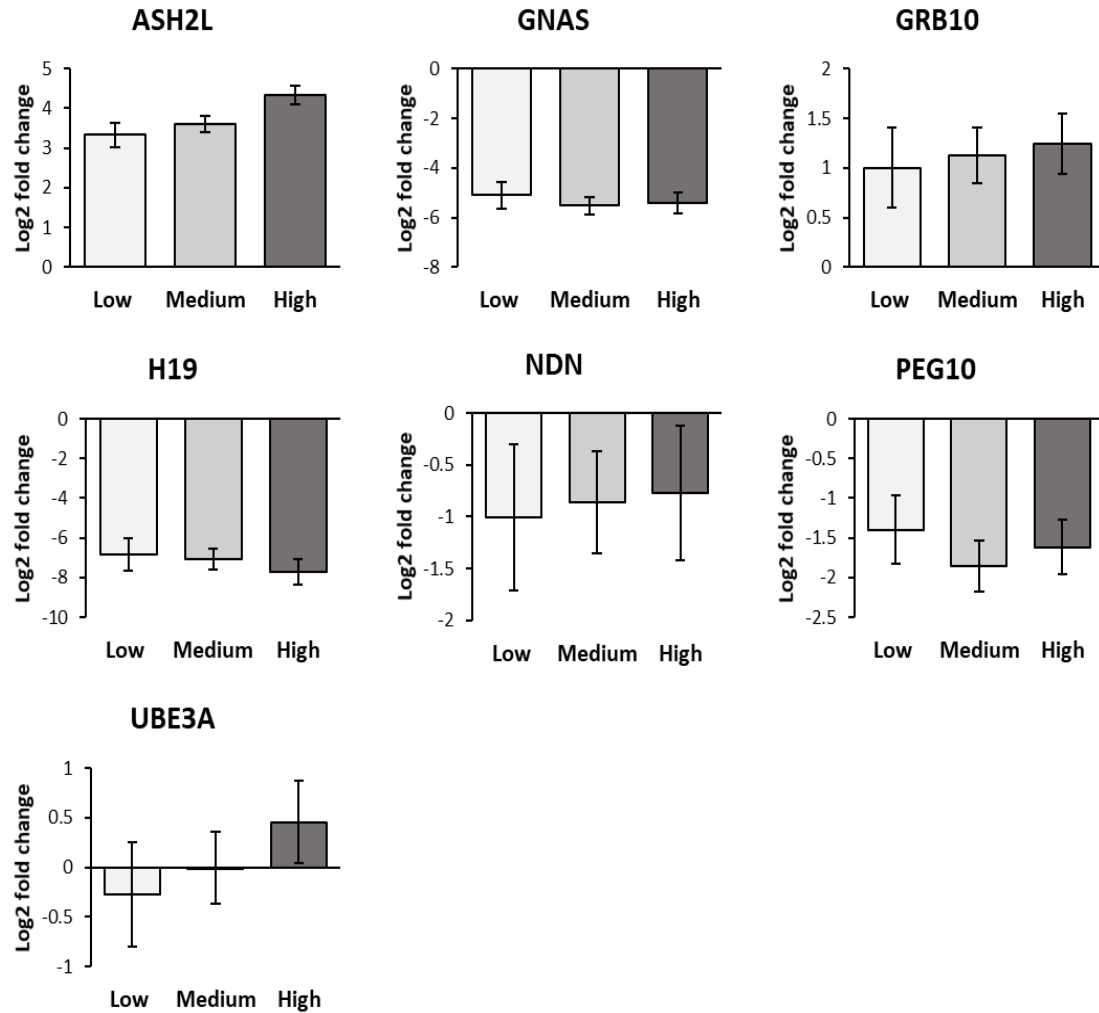 ASH2L
GNAS
GRB10
Log2 fold change
5
4
3
2
1
0
Low Medium High
Log2 fold change
0
-2
-4
-6
-8
Low Medium High
Log2 fold change
2
1.5
1
0.5
0
Low Medium High
H19
NDN
PEG10
Log2 fold change
0
-2
-4
-6
-8
-10
Low Medium High
Log2 fold change
0
-0.5
-1
-1.5
-2
Low Medium High
Log2 fold change
0
-0.5
-1
-1.5
-2
-2.5
Low Medium High
UBE3A
Log2 fold change
1
0.5
0
-0.5
-1
Low Medium High